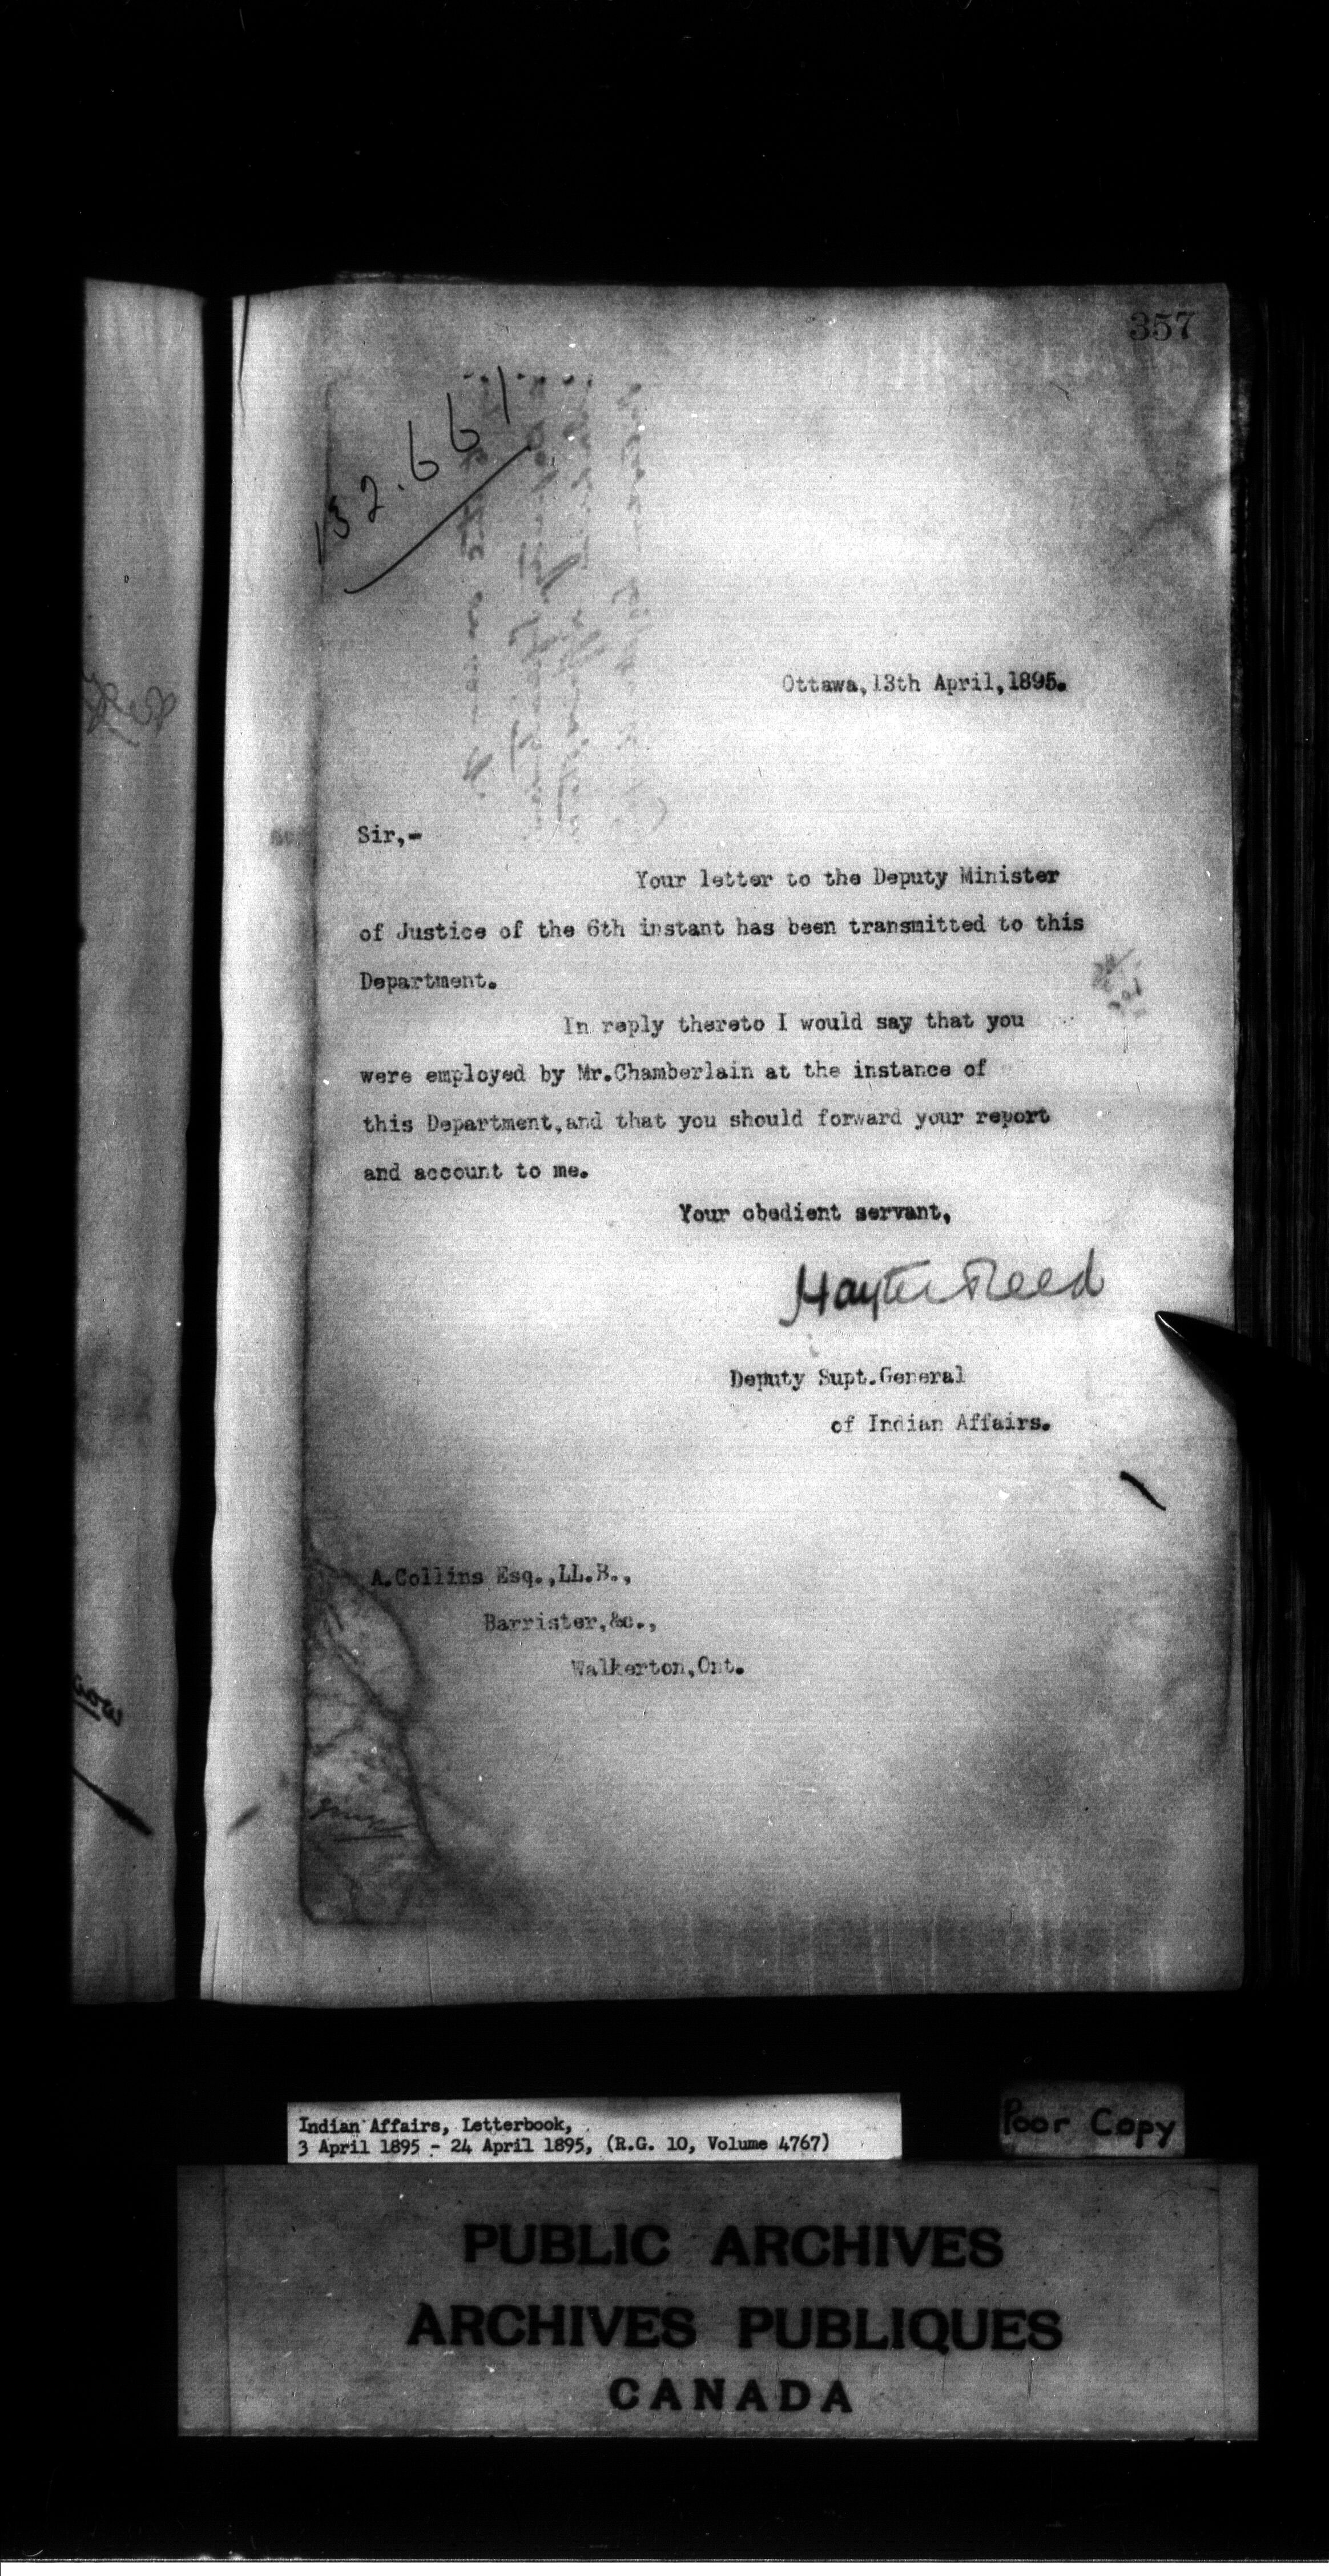 357
132.661
Ottawa,13th April,1895.
Sir,-
Your letter to the Deputy Minister
of Justice of the 6th instant has been transmitted to this
Department.
In reply thereto I would say that you
were employed by Mr.Chamberlain at the instance of
this Department,and that you should forward your report
and account to me.
Your obedient servant,
Hayter Reed
Deputy Supt.General
of Indian Affairs.
A.Collins Esq.,LL.B.,
Barrister,&c.,
Walkerton,Ont.
Indian Affairs, Letterbook,
3 April 1895 - 24 April 1895, (R.G. 10, Volume 4767)
Poor Copy
PUBLIC ARCHIVES
ARCHIVES PUBLIQUES
CANADA